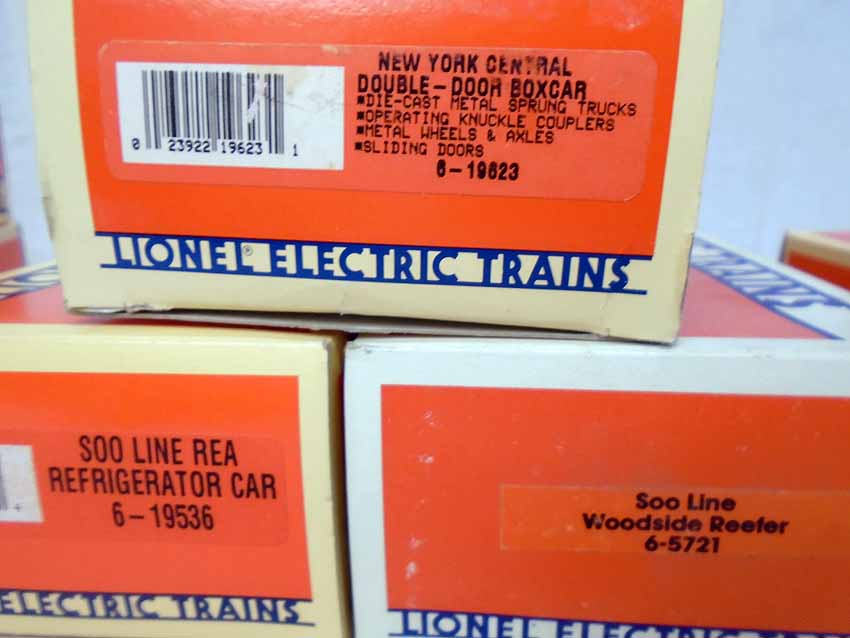 NEW YORK CENTRAL
DOUBLE-DOOR BOXCAR
▪DIE-CAST METAL SPRUNG TRUCKS
▪OPERATING KNUCKLE COUPLERS
▪METAL WHEELS & AXLES
▪SLIDING DOORS
6-19623
0 23922 19623 1
LIONEL® ELECTRIC TRAINS
TRAINS
SOO LINE REA
REFRIGERATOR CAR
6-19536
4
ELECTRIC TRAINS
Soo Line
Woodside Reefer
6-5721
LIONEL ELECTRIC